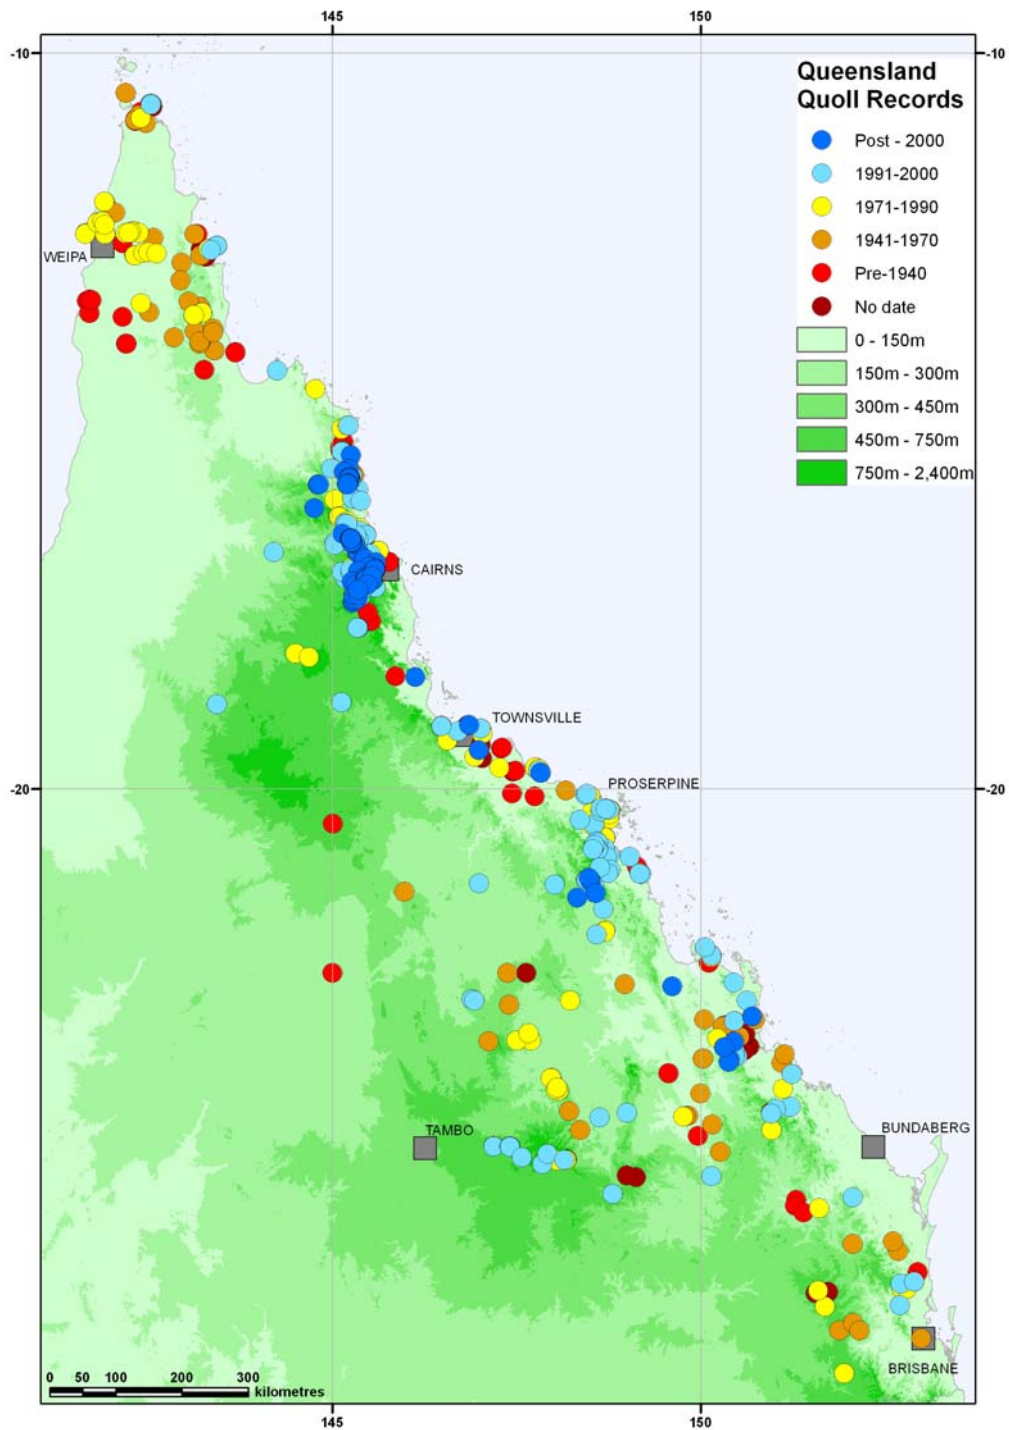 145 150
-10 -10
Queensland
Quoll Records
Post - 2000
1991-2000
1971-1990
1941-1970
Pre-1940
No date
0 - 150m
150m - 300m
300m - 450m
450m - 750m
750m - 2,400m
WEIPA
CAIRNS
TOWNSVILLE
PROSERPINE
-20 -20
TAMBO
BUNDABERG
BRISBANE
0 50 100 200 300
kilometres
145 150